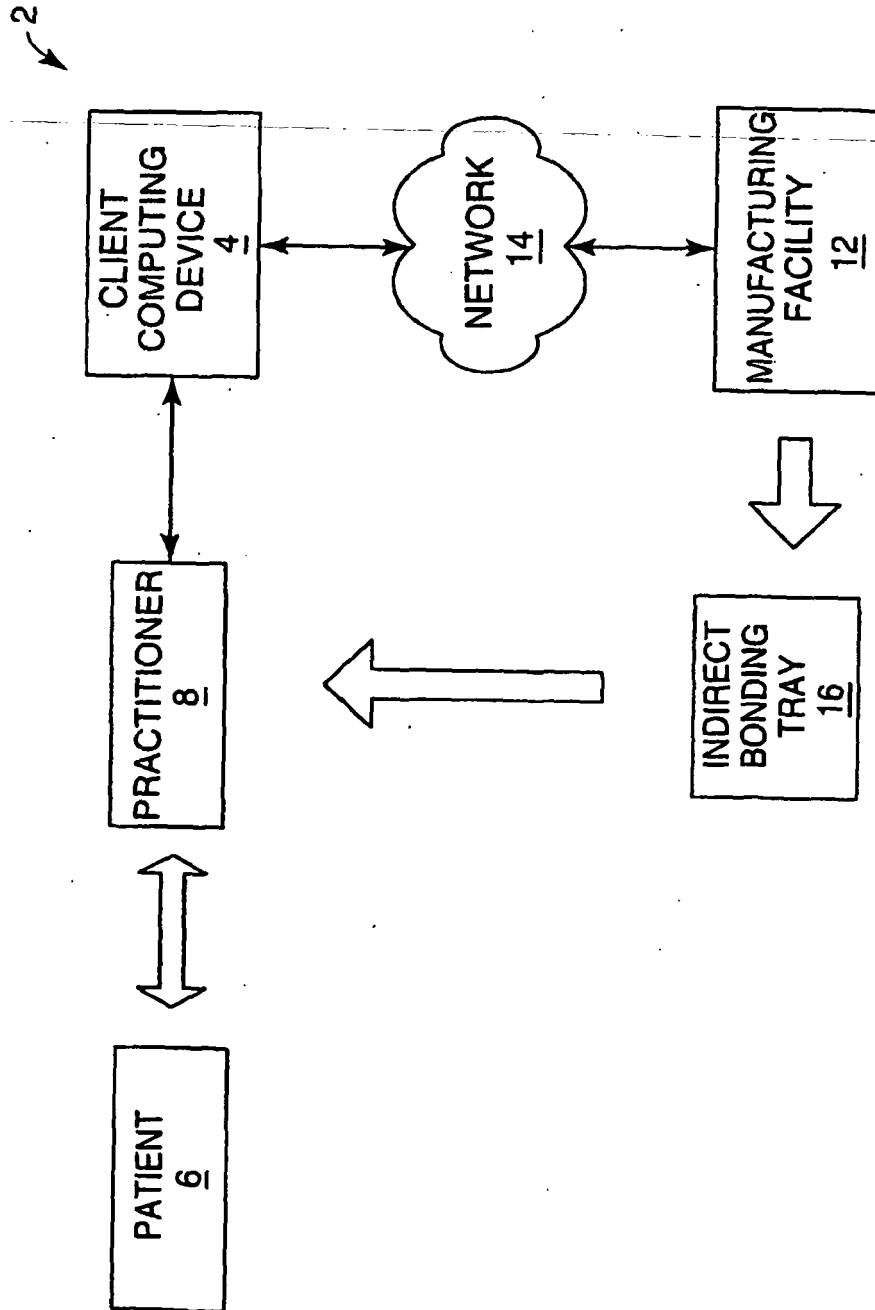 2
PATIENT
6
PRACTITIONER
8
CLIENT
COMPUTING
DEVICE
4
NETWORK
14
INDIRECT
BONDING
TRAY
16
MANUFACTURING
FACILITY
12